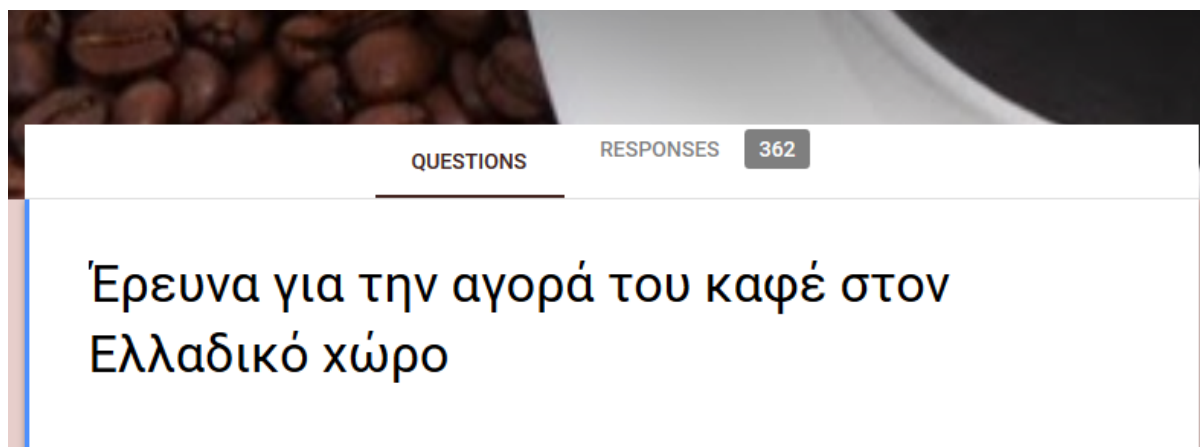 QUESTIONS
RESPONSES 362
Έρευνα για την αγορά του καφέ στον
Ελλαδικό χώρο